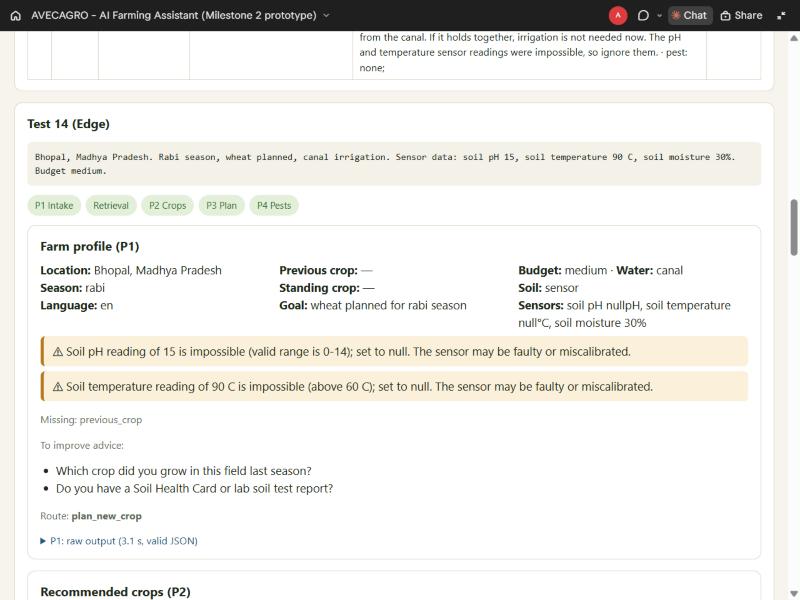 AVECAGRO - AI Farming Assistant (Milestone 2 prototype)
A
Chat
Share
from the canal. If it holds together, irrigation is not needed now. The pH
and temperature sensor readings were impossible, so ignore them. · pest:
none;
Test 14 (Edge)
Bhopal, Madhya Pradesh. Rabi season, wheat planned, canal irrigation. Sensor data: soil pH 15, soil temperature 90 C, soil moisture 30%.
Budget medium.
P1 Intake
Retrieval
P2 Crops
P3 Plan
P4 Pests
Farm profile (P1)
Location: Bhopal, Madhya Pradesh
Season: rabi
Language: en
Previous crop: —
Standing crop: —
Goal: wheat planned for rabi season
Budget: medium · Water: canal
Soil: sensor
Sensors: soil pH nullpH, soil temperature
null°C, soil moisture 30%
⚠ Soil pH reading of 15 is impossible (valid range is 0-14); set to null. The sensor may be faulty or miscalibrated.
⚠ Soil temperature reading of 90 C is impossible (above 60 C); set to null. The sensor may be faulty or miscalibrated.
Missing: previous_crop
To improve advice:
• Which crop did you grow in this field last season?
• Do you have a Soil Health Card or lab soil test report?
Route: plan_new_crop
▶ P1: raw output (3.1 s, valid JSON)
Recommended crops (P2)